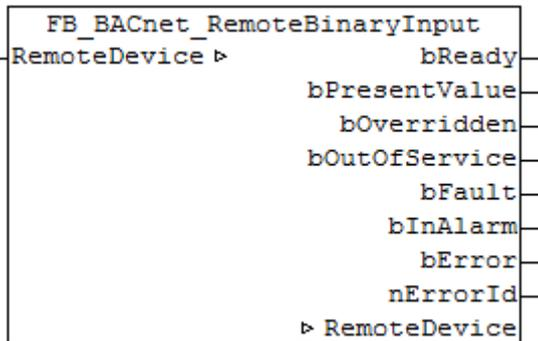 FB_BACnet_RemoteBinaryInput
RemoteDevice ▷ bReady
bPresentValue
bOverridden
bOutOfService
bFault
bInAlarm
bError
nErrorId
▷ RemoteDevice